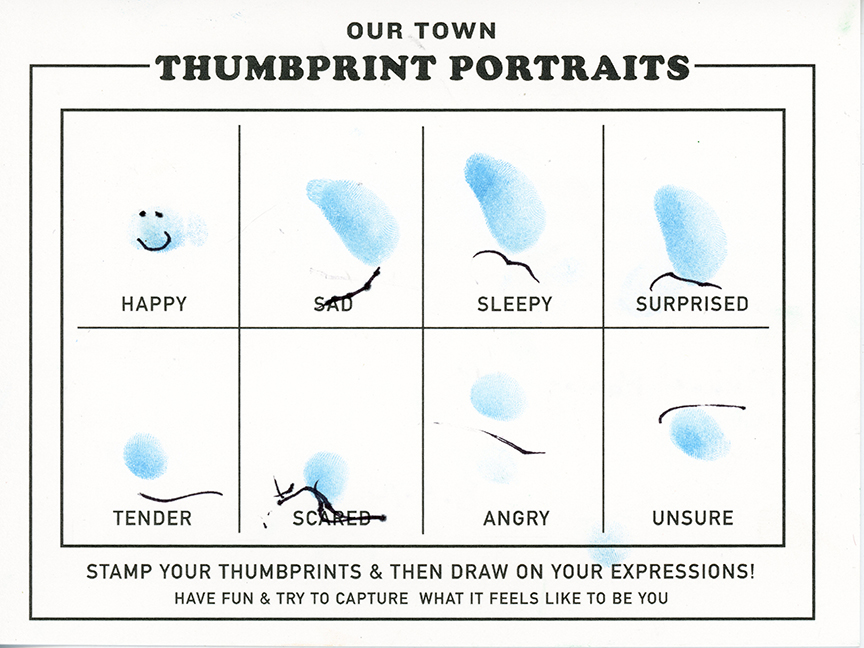 OUR TOWN
THUMBPRINT PORTRAITS
HAPPY
SAD
SLEEPY
SURPRISED
TENDER
SCARED
ANGRY
UNSURE
STAMP YOUR THUMBPRINTS & THEN DRAW ON YOUR EXPRESSIONS!
HAVE FUN & TRY TO CAPTURE WHAT IT FEELS LIKE TO BE YOU